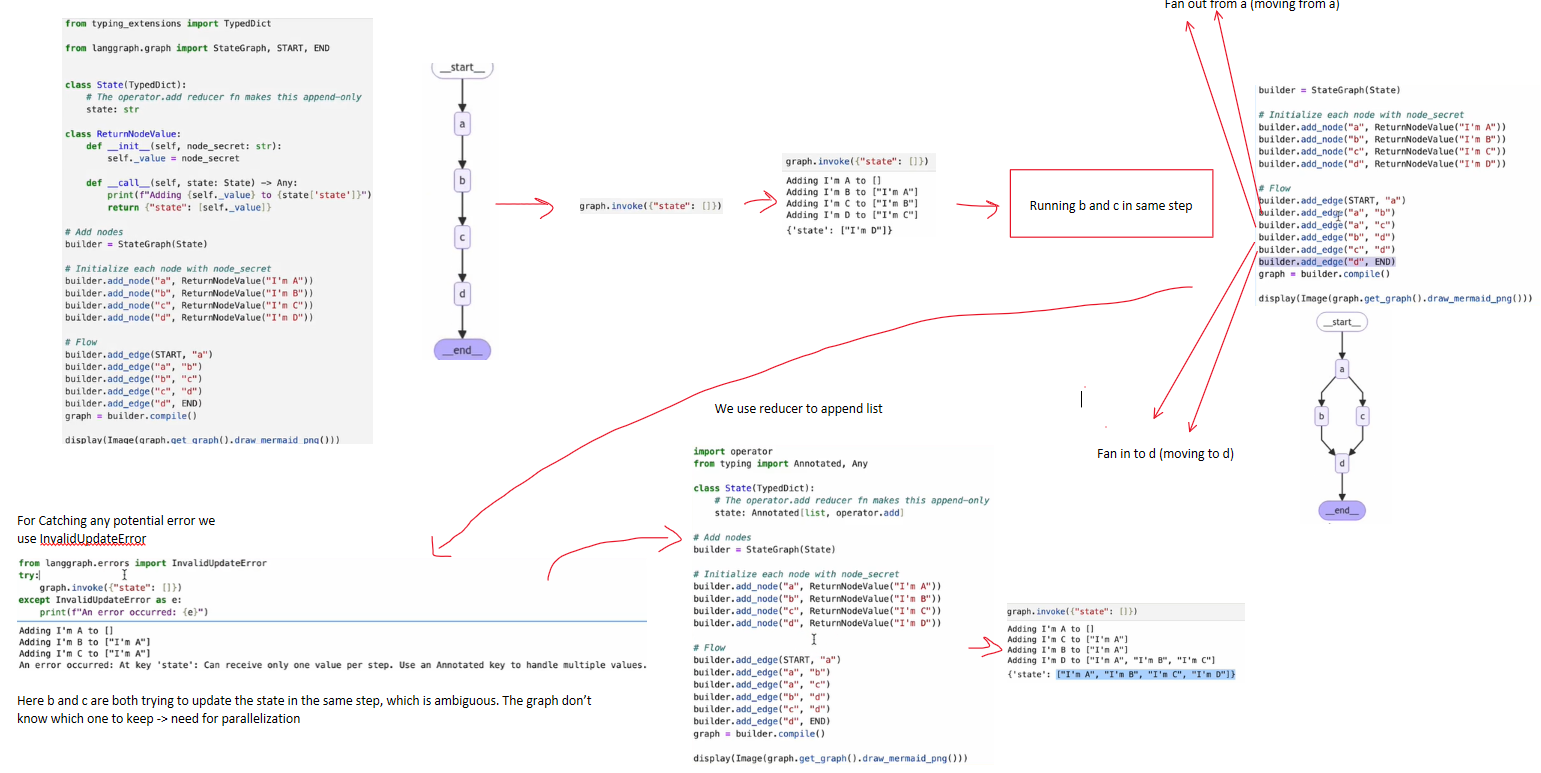 from typing_extensions import TypedDict
from langgraph.graph import StateGraph, START, END
class State(TypedDict):
# The operator.add reducer fn makes this append-only
state: str
class ReturnNodeValue:
def __init__(self, node_secret: str):
self._value = node_secret
def __call__(self, state: State) -> Any:
print(f"Adding {self._value} to {state['state']}")
return {"state": [self._value]}
# Add nodes
builder = StateGraph(State)
# Initialize each node with node_secret
builder.add_node("a", ReturnNodeValue("I'm A"))
builder.add_node("b", ReturnNodeValue("I'm B"))
builder.add_node("c", ReturnNodeValue("I'm C"))
builder.add_node("d", ReturnNodeValue("I'm D"))
# Flow
builder.add_edge(START, "a")
builder.add_edge("a", "b")
builder.add_edge("b", "c")
builder.add_edge("c", "d")
builder.add_edge("d", END)
graph = builder.compile()
display(Image(graph.get_graph().draw_mermaid_png()))
__start__
a
b
c
d
__end__
graph.invoke({"state": []})
graph.invoke({"state": []})
Adding I'm A to []
Adding I'm B to ["I'm A"]
Adding I'm C to ["I'm B"]
Adding I'm D to ["I'm C"]
{'state': ["I'm D"]}
Running b and c in same step
Fan out from a (moving from a)
builder = StateGraph(State)
# Initialize each node with node_secret
builder.add_node("a", ReturnNodeValue("I'm A"))
builder.add_node("b", ReturnNodeValue("I'm B"))
builder.add_node("c", ReturnNodeValue("I'm C"))
builder.add_node("d", ReturnNodeValue("I'm D"))
# Flow
builder.add_edge(START, "a")
builder.add_edge("a", "b")
builder.add_edge("a", "c")
builder.add_edge("b", "d")
builder.add_edge("c", "d")
builder.add_edge("d", END)
graph = builder.compile()
display(Image(graph.get_graph().draw_mermaid_png()))
__start__
a
b c
d
__end__
Fan in to d (moving to d)
For Catching any potential error we
use InvalidUpdateError
from langgraph.errors import InvalidUpdateError
try:
graph.invoke({"state": []})
except InvalidUpdateError as e:
print(f"An error occurred: {e}")
Adding I'm A to []
Adding I'm B to ["I'm A"]
Adding I'm C to ["I'm A"]
An error occurred: At key 'state': Can receive only one value per step. Use an Annotated key to handle multiple values.
Here b and c are both trying to update the state in the same step, which is ambiguous. The graph don't
know which one to keep -> need for parallelization
We use reducer to append list
import operator
from typing import Annotated, Any
class State(TypedDict):
# The operator.add reducer fn makes this append-only
state: Annotated[list, operator.add]
# Add nodes
builder = StateGraph(State)
# Initialize each node with node_secret
builder.add_node("a", ReturnNodeValue("I'm A"))
builder.add_node("b", ReturnNodeValue("I'm B"))
builder.add_node("c", ReturnNodeValue("I'm C"))
builder.add_node("d", ReturnNodeValue("I'm D"))
# Flow
builder.add_edge(START, "a")
builder.add_edge("a", "b")
builder.add_edge("a", "c")
builder.add_edge("b", "d")
builder.add_edge("c", "d")
builder.add_edge("d", END)
graph = builder.compile()
display(Image(graph.get_graph().draw_mermaid_png()))
graph.invoke({"state": []})
Adding I'm A to []
Adding I'm C to ["I'm A"]
Adding I'm B to ["I'm A"]
Adding I'm D to ["I'm A", "I'm B", "I'm C"]
{'state': ["I'm A", "I'm B", "I'm C", "I'm D"]}